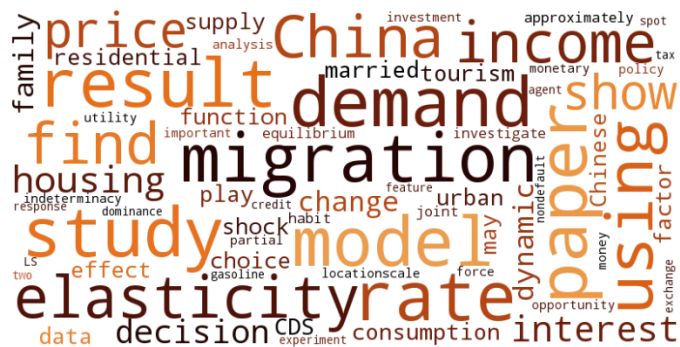 family
price
supply
China
investment
approximately
spot
residential
analysis
married
tourism
income
monetary
tax
policy
result
utility
function
demand
agent
show
find
important
equilibrium
investigate
migration
housing
play
change
urban
dynamic
nondefault
paper
Chinese
using
factor
indeterminacy
response
dominance
credit
habit
feature
joint
may
study
shock
partial
model
choice
LS
two
effect
gasoline
locationscale
force
money
exchange
elasticity
rate
opportunity
data
decision
CDS
experiment
consumption
interest